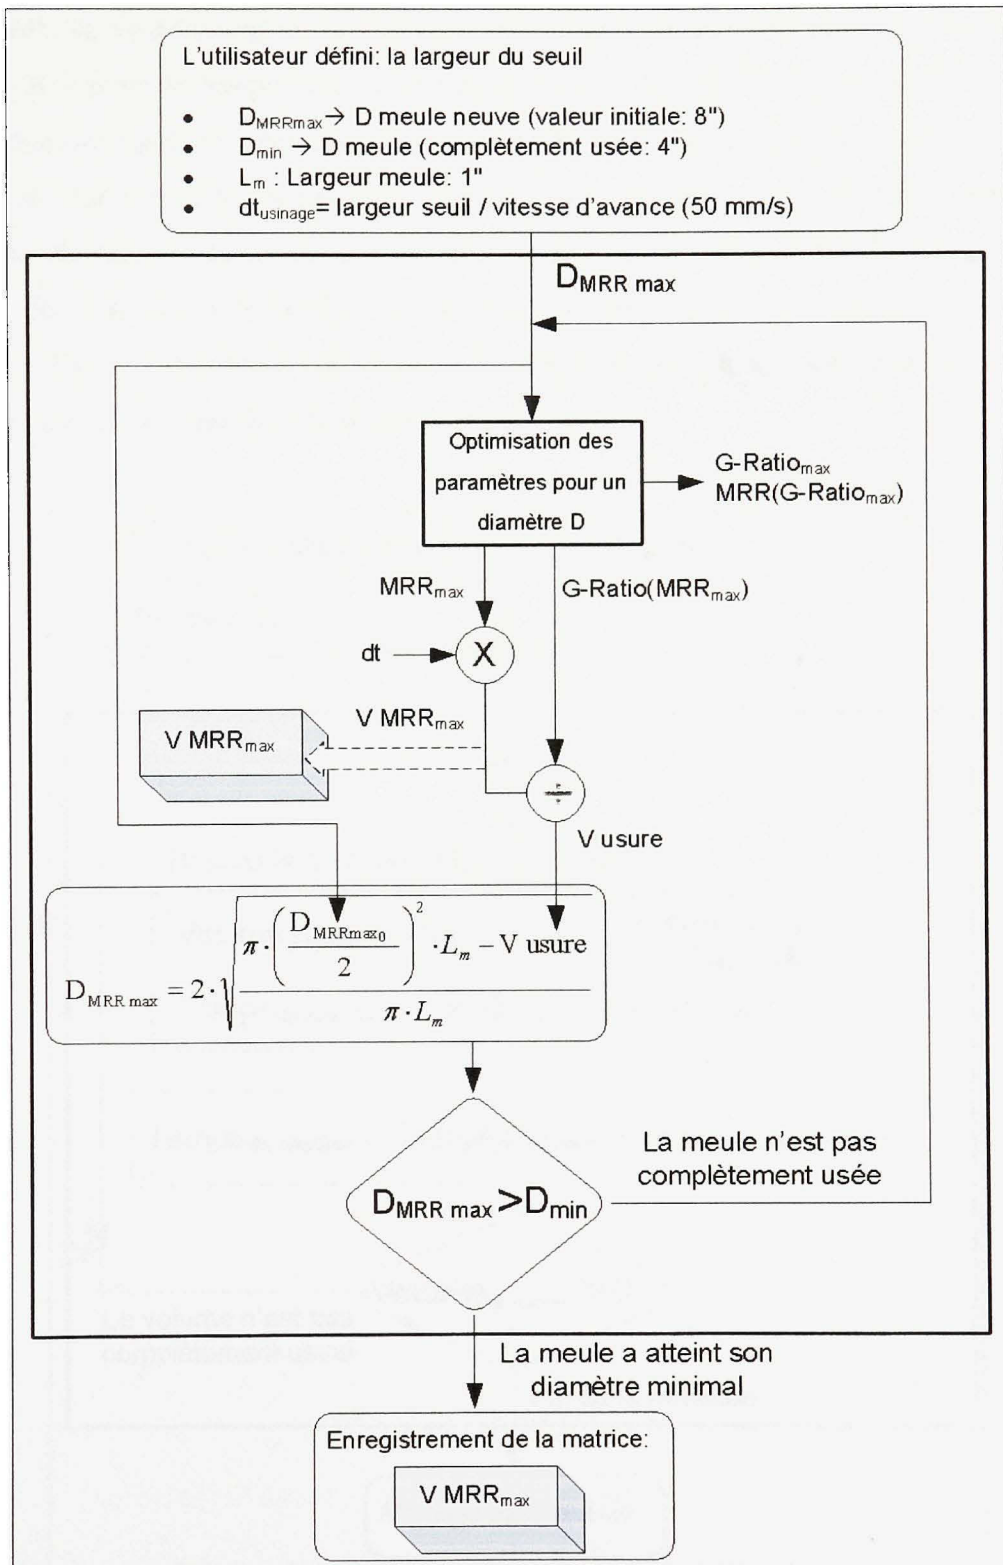 L'utilisateur défini: la largeur du seuil
• D_MRRmax → D meule neuve (valeur initiale: 8")
• D_min → D meule (complètement usée: 4")
• L_m : Largeur meule: 1"
• dt_usinage= largeur seuil / vitesse d'avance (50 mm/s)
D_MRR max
Optimisation des
paramètres pour un
diamètre D
G-Ratio_max
MRR(G-Ratio_max)
MRR_max
G-Ratio(MRR_max)
dt
X
V MRR_max
V MRR_max
÷
V usure
D_MRR max = 2·√((π·(D_MRRmax_0/2)^2·L_m − V usure)/(π·L_m))
La meule n'est pas
complètement usée
D_MRR max >D_min
La meule a atteint son
diamètre minimal
Enregistrement de la matrice:
V MRR_max